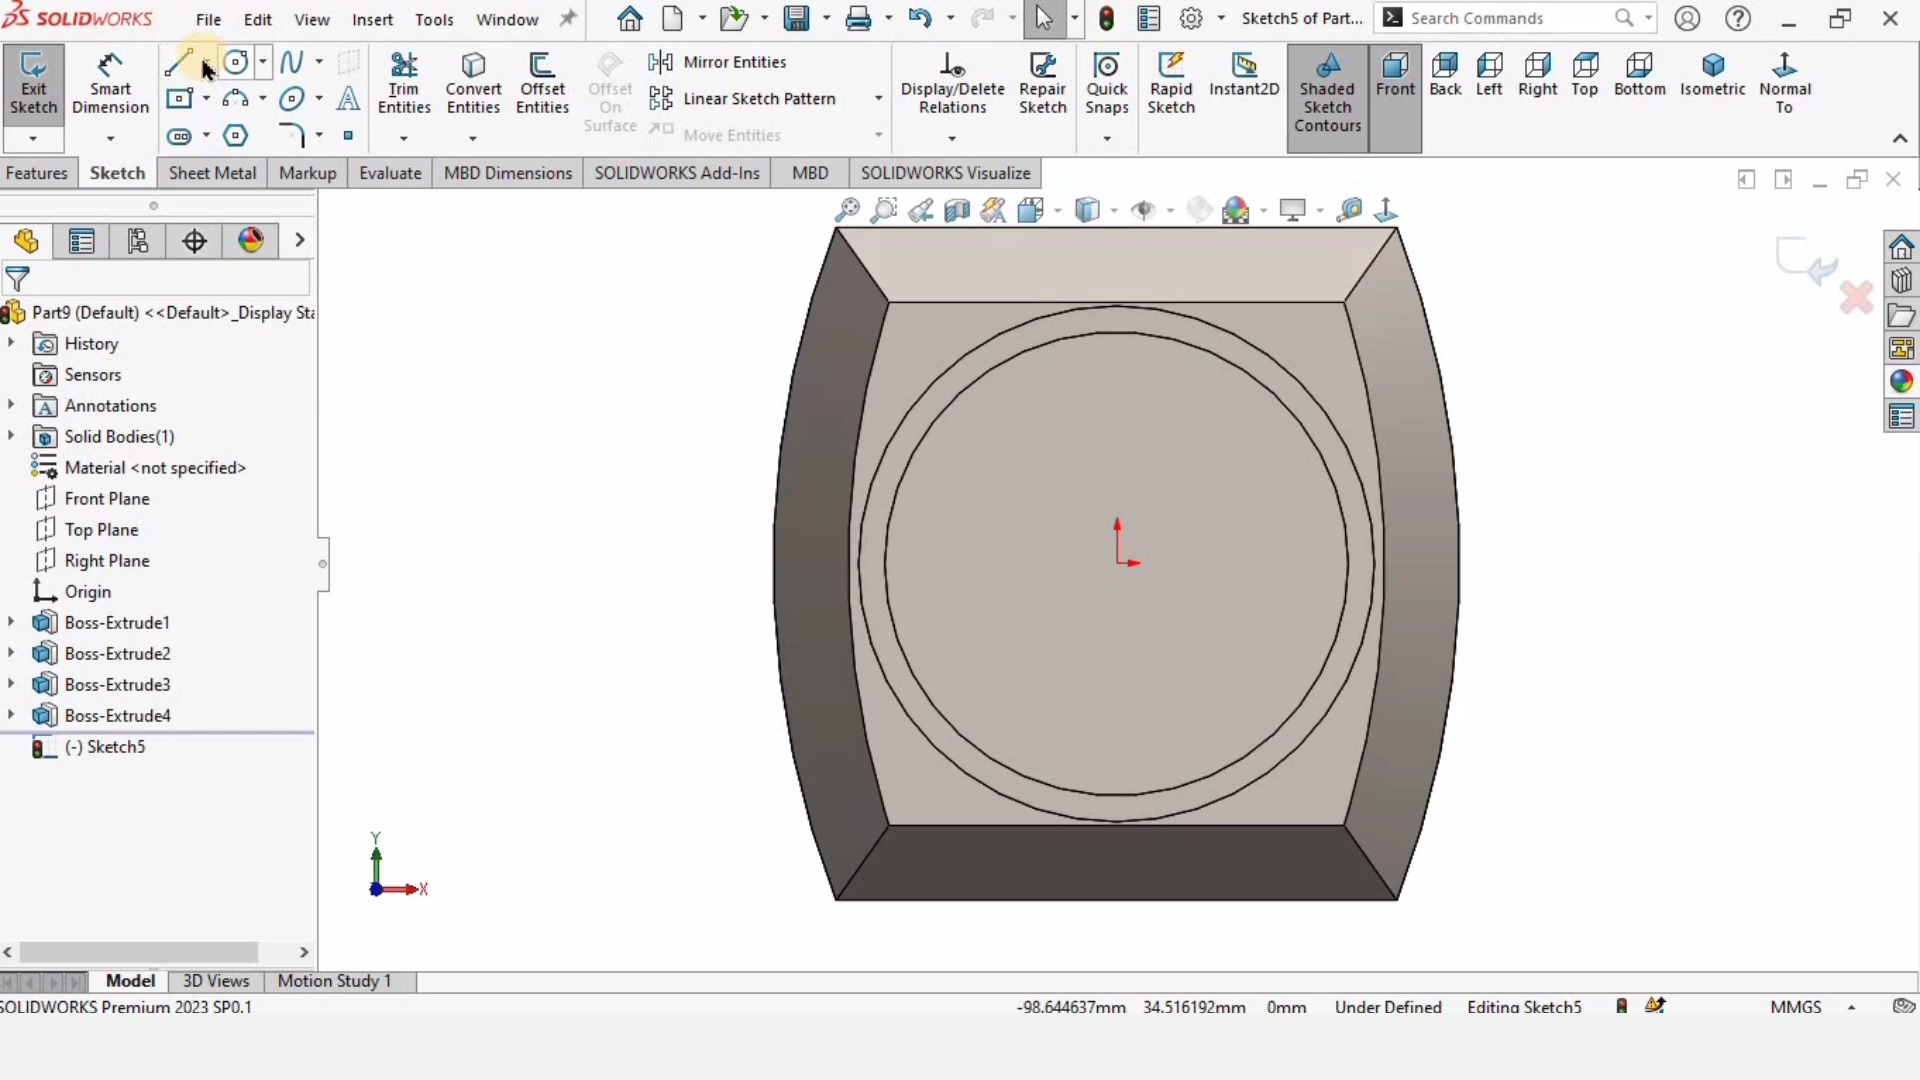 SOLIDWORKS File Edit View Insert Tools Window Sketch5 of Part... Search Commands
Exit Sketch
Smart Dimension
Trim Entities
Convert Entities
Offset Entities
Offset On Surface
Mirror Entities
Linear Sketch Pattern
Move Entities
Display/Delete Relations
Repair Sketch
Quick Snaps
Rapid Sketch
Instant2D
Shaded Sketch Contours
Front
Back
Left
Right
Top
Bottom
Isometric
Normal To
Features Sketch Sheet Metal Markup Evaluate MBD Dimensions SOLIDWORKS Add-Ins MBD SOLIDWORKS Visualize
Part9 (Default) <<Default>_Display Sta
History
Sensors
Annotations
Solid Bodies(1)
Material <not specified>
Front Plane
Top Plane
Right Plane
Origin
Boss-Extrude1
Boss-Extrude2
Boss-Extrude3
Boss-Extrude4
(-) Sketch5
Y
X
Model 3D Views Motion Study 1
SOLIDWORKS Premium 2023 SP0.1 -98.644637mm 34.516192mm 0mm Under Defined Editing Sketch5 MMGS